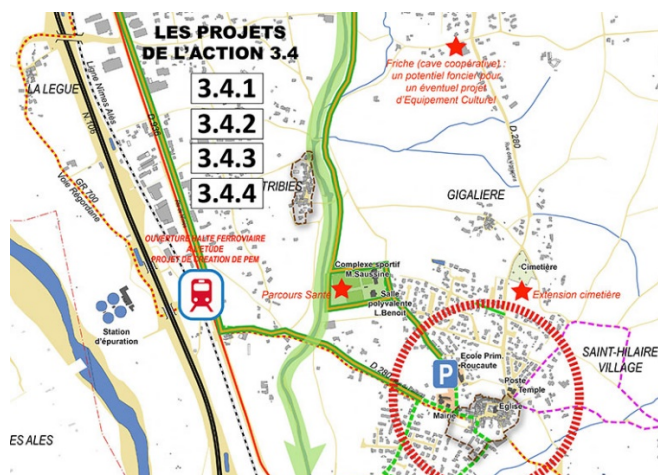 LES PROJETS
DE L'ACTION 3.4
3.4.1
3.4.2
3.4.3
3.4.4
LA LEGUE
Ligne Nîmes Alès
N.106
GR 700
Voie Régordane
TRIBIES
Friche (cave coopérative) :
un potentiel foncier pour
un éventuel projet
d'Equipement Culturel
D.280
GIGALIERE
OUVERTURE HALTE FERROVIAIRE
A L'ETUDE
PROJET DE CREATION DE PEM
Complexe sportif
M.Saussine
Parcours Santé
Salle
polyvalente
L.Benoit
Cimetière
Extension cimetière
Station
d'épuration
D.280
Ecole Prim.
Roucaute
P
SAINT-HILAIRE
VILLAGE
Poste
Temple
Eglise
Mairie
ES ALES